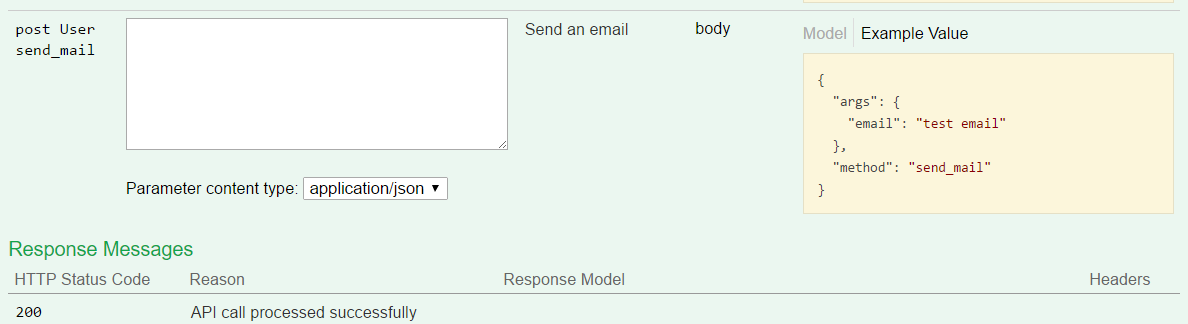 post User Send an email body Model Example Value
send_mail
{
"args": {
"email": "test email"
},
"method": "send_mail"
}
Parameter content type: application/json
Response Messages
HTTP Status Code Reason Response Model Headers
200 API call processed successfully